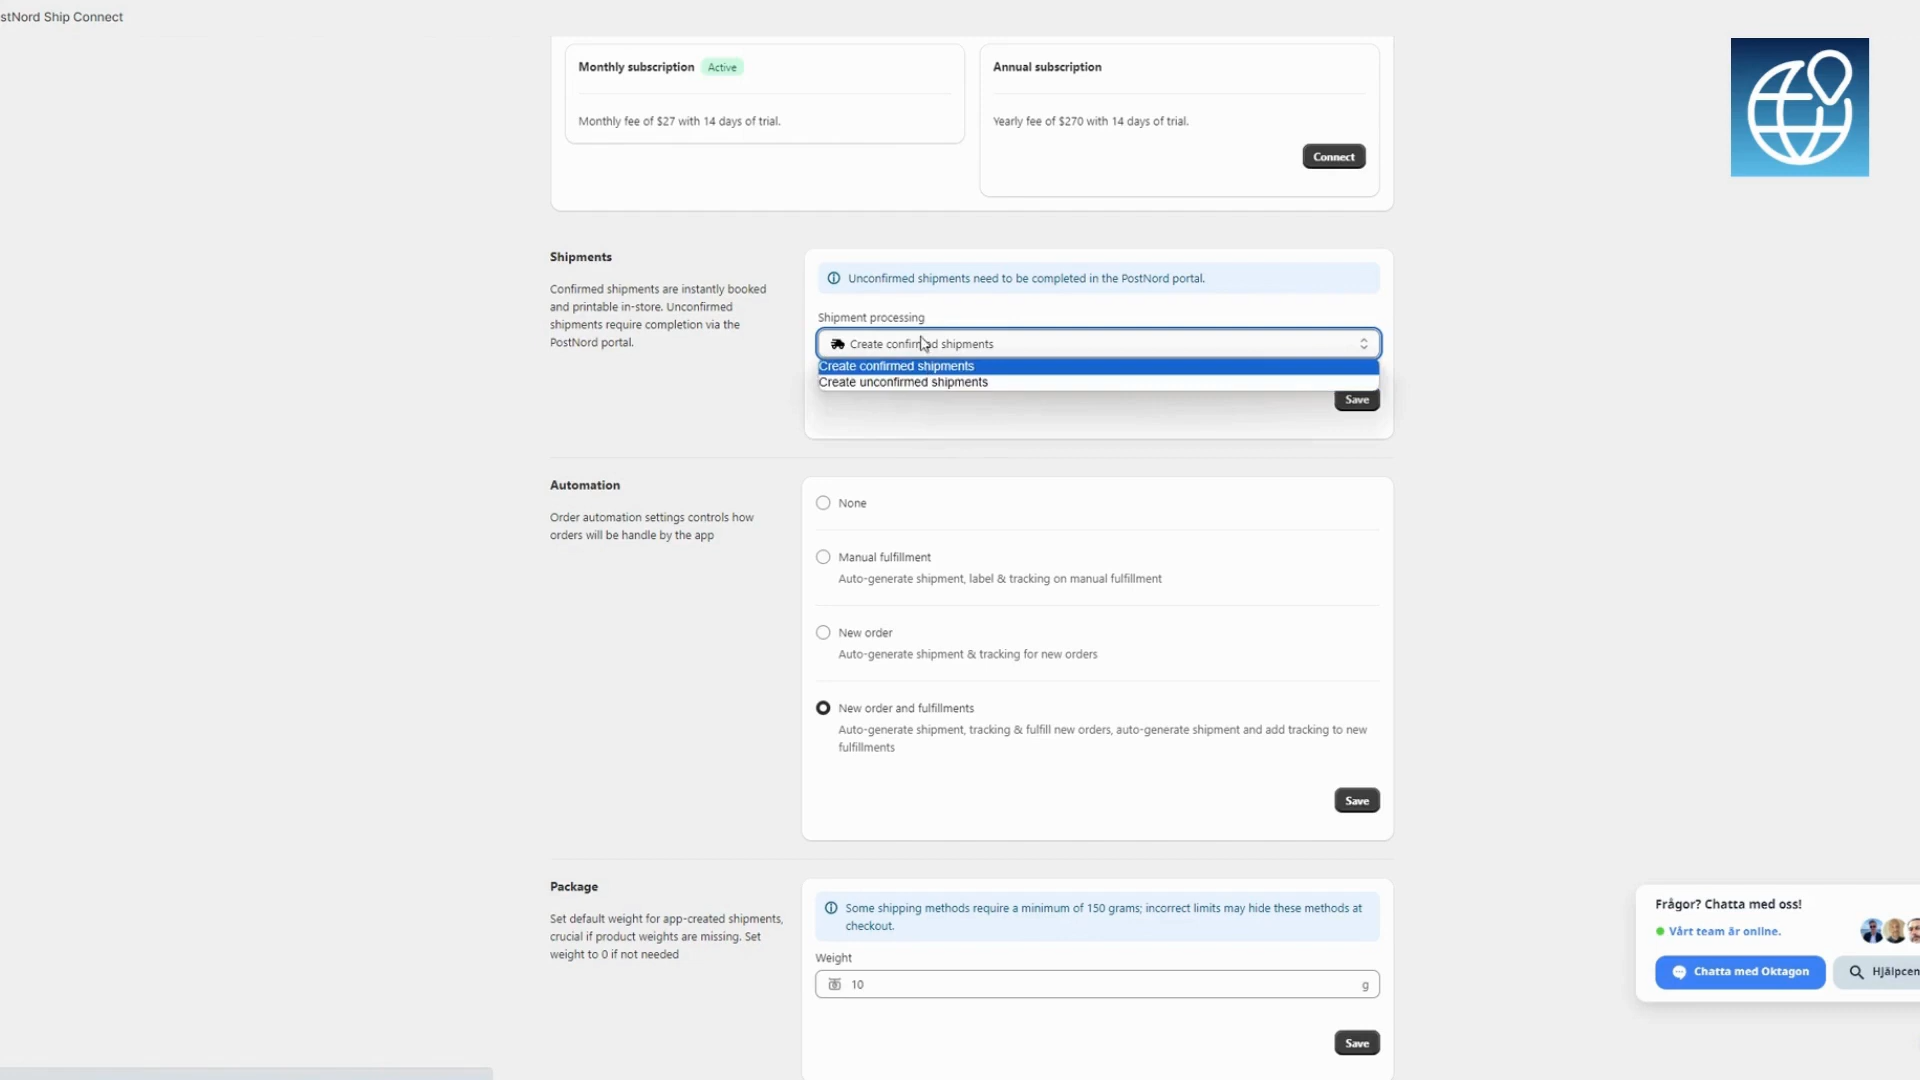 stNord Ship Connect
Monthly subscription Active
Monthly fee of $27 with 14 days of trial.
Annual subscription
Yearly fee of $270 with 14 days of trial.
Connect
Shipments
Confirmed shipments are instantly booked
and printable in-store. Unconfirmed
shipments require completion via the
PostNord portal.
Unconfirmed shipments need to be completed in the PostNord portal.
Shipment processing
Create confirmed shipments
Create confirmed shipments
Create unconfirmed shipments
Save
Automation
Order automation settings controls how
orders will be handle by the app
None
Manual fulfillment
Auto-generate shipment, label & tracking on manual fulfillment
New order
Auto-generate shipment & tracking for new orders
New order and fulfillments
Auto-generate shipment, tracking & fulfill new orders, auto-generate shipment and add tracking to new
fulfillments
Save
Package
Set default weight for app-created shipments,
crucial if product weights are missing. Set
weight to 0 if not needed
Some shipping methods require a minimum of 150 grams; incorrect limits may hide these methods at
checkout.
Weight
10 g
Save
Frågor? Chatta med oss!
Vårt team är online.
Chatta med Oktagon
Hjälpcen